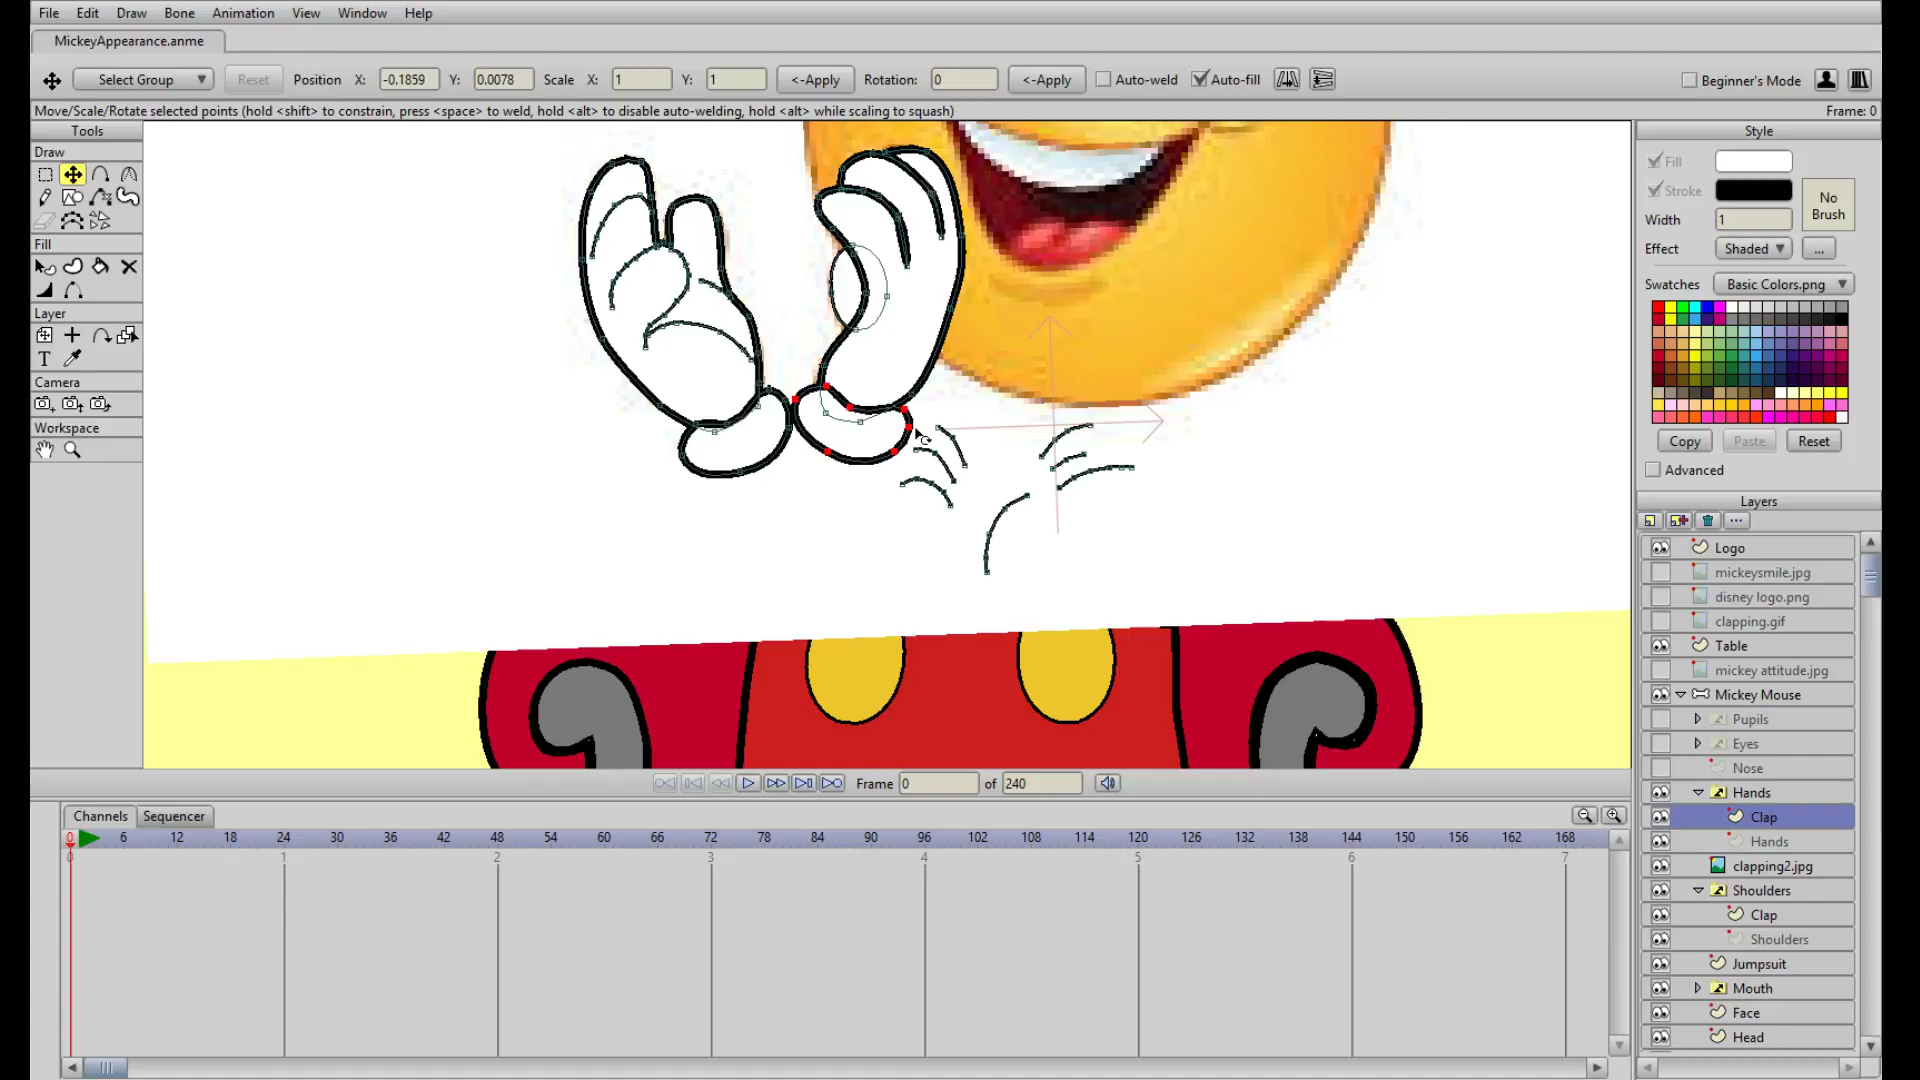 File Edit Draw Bone Animation View Window Help
MickeyAppearance.anme
Select Group Reset Position X: -0.1859 Y: 0.0078 Scale X: 1 Y: 1 <-Apply Rotation: 0 <-Apply Auto-weld Auto-fill Beginner's Mode
Move/Scale/Rotate selected points (hold <shift> to constrain, press <space> to weld, hold <alt> to disable auto-welding, hold <alt> while scaling to squash) Frame: 0
Tools
Draw
Fill
Layer
T
Camera
Workspace
Style
Fill
Stroke
No
Brush
Width 1
Effect Shaded ...
Swatches Basic Colors.png
Copy Paste Reset
Advanced
Layers
Logo
mickeysmile.jpg
disney logo.png
clapping.gif
Table
mickey attitude.jpg
Mickey Mouse
Pupils
Eyes
Nose
Hands
Clap
Hands
clapping2.jpg
Shoulders
Clap
Shoulders
Jumpsuit
Mouth
Face
Head
Frame 0 of 240
Channels Sequencer
0 6 12 18 24 30 36 42 48 54 60 66 72 78 84 90 96 102 108 114 120 126 132 138 144 150 156 162 168
0 1 2 3 4 5 6 7